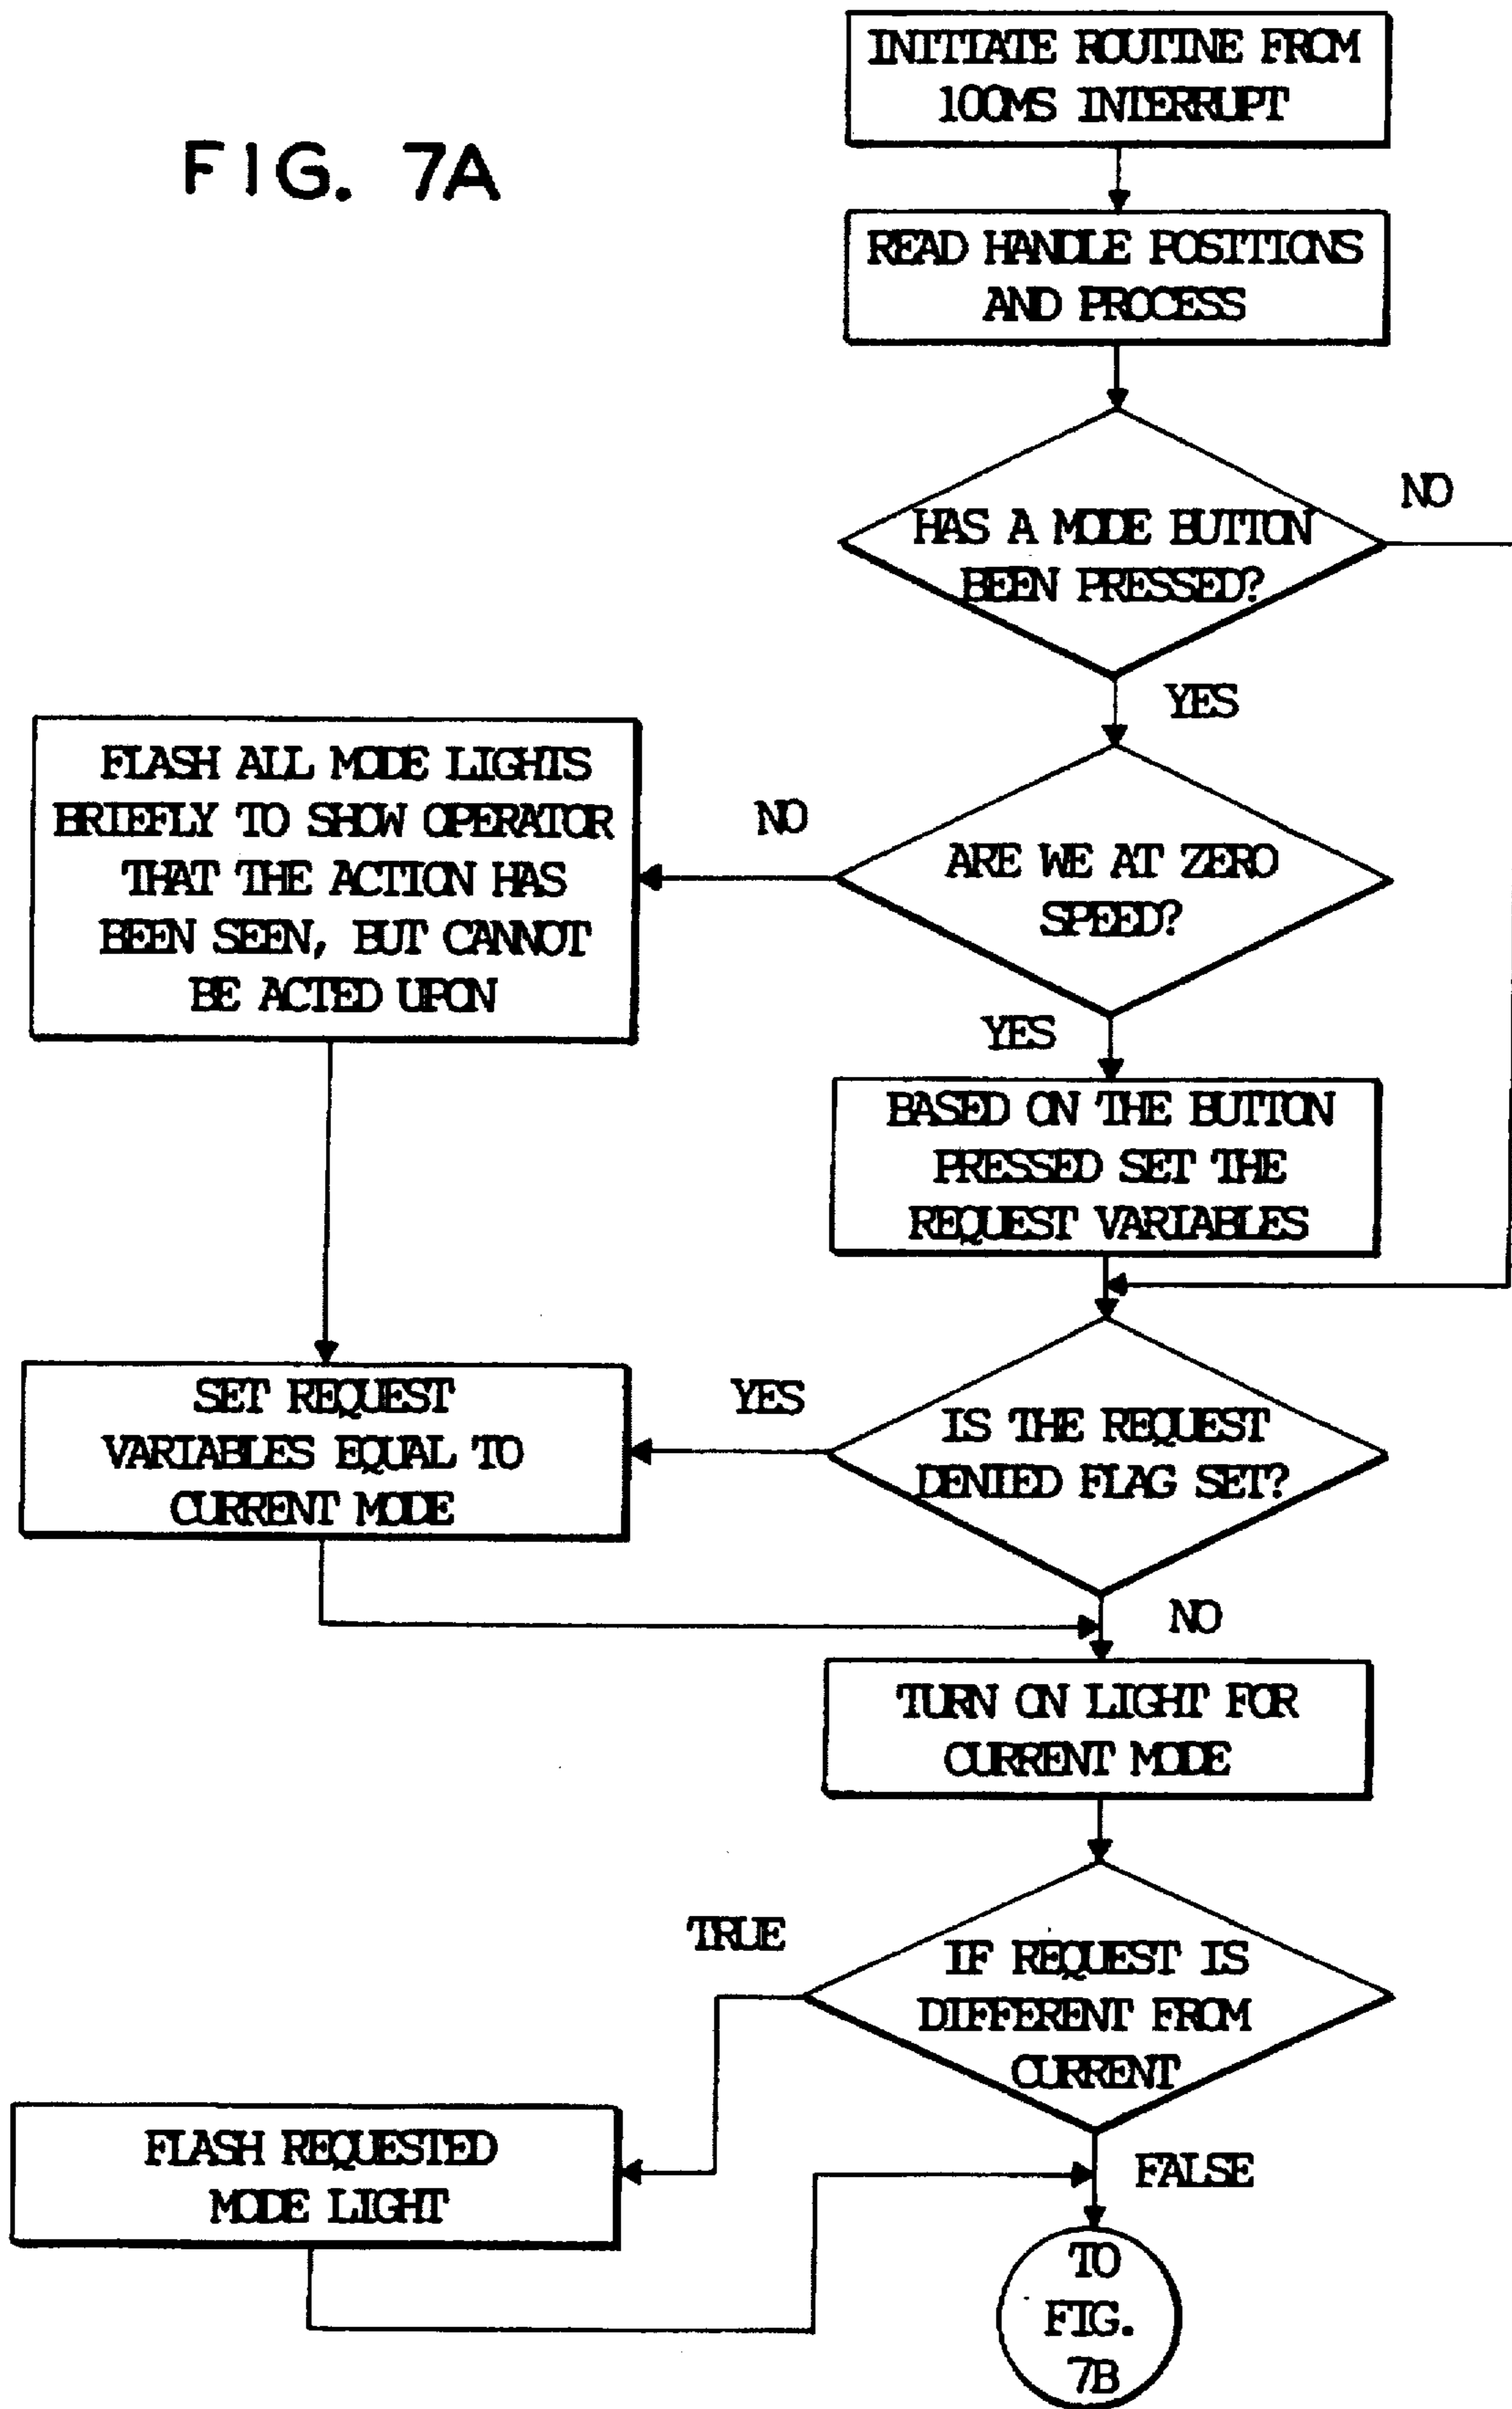 FIG. 7A
INITIATE ROUTINE FROM
100MS INTERRUPT
READ HANDLE POSITIONS
AND PROCESS
HAS A MODE BUTTON
BEEN PRESSED?
NO
YES
FLASH ALL MODE LIGHTS
BRIEFLY TO SHOW OPERATOR
THAT THE ACTION HAS
BEEN SEEN, BUT CANNOT
BE ACTED UPON
NO
ARE WE AT ZERO
SPEED?
YES
BASED ON THE BUTTON
PRESSED SET THE
REQUEST VARIABLES
SET REQUEST
VARIABLES EQUAL TO
CURRENT MODE
YES
IS THE REQUEST
DENIED FLAG SET?
NO
TURN ON LIGHT FOR
CURRENT MODE
TRUE
IF REQUEST IS
DIFFERENT FROM
CURRENT
FLASH REQUESTED
MODE LIGHT
FALSE
TO
FIG.
7B